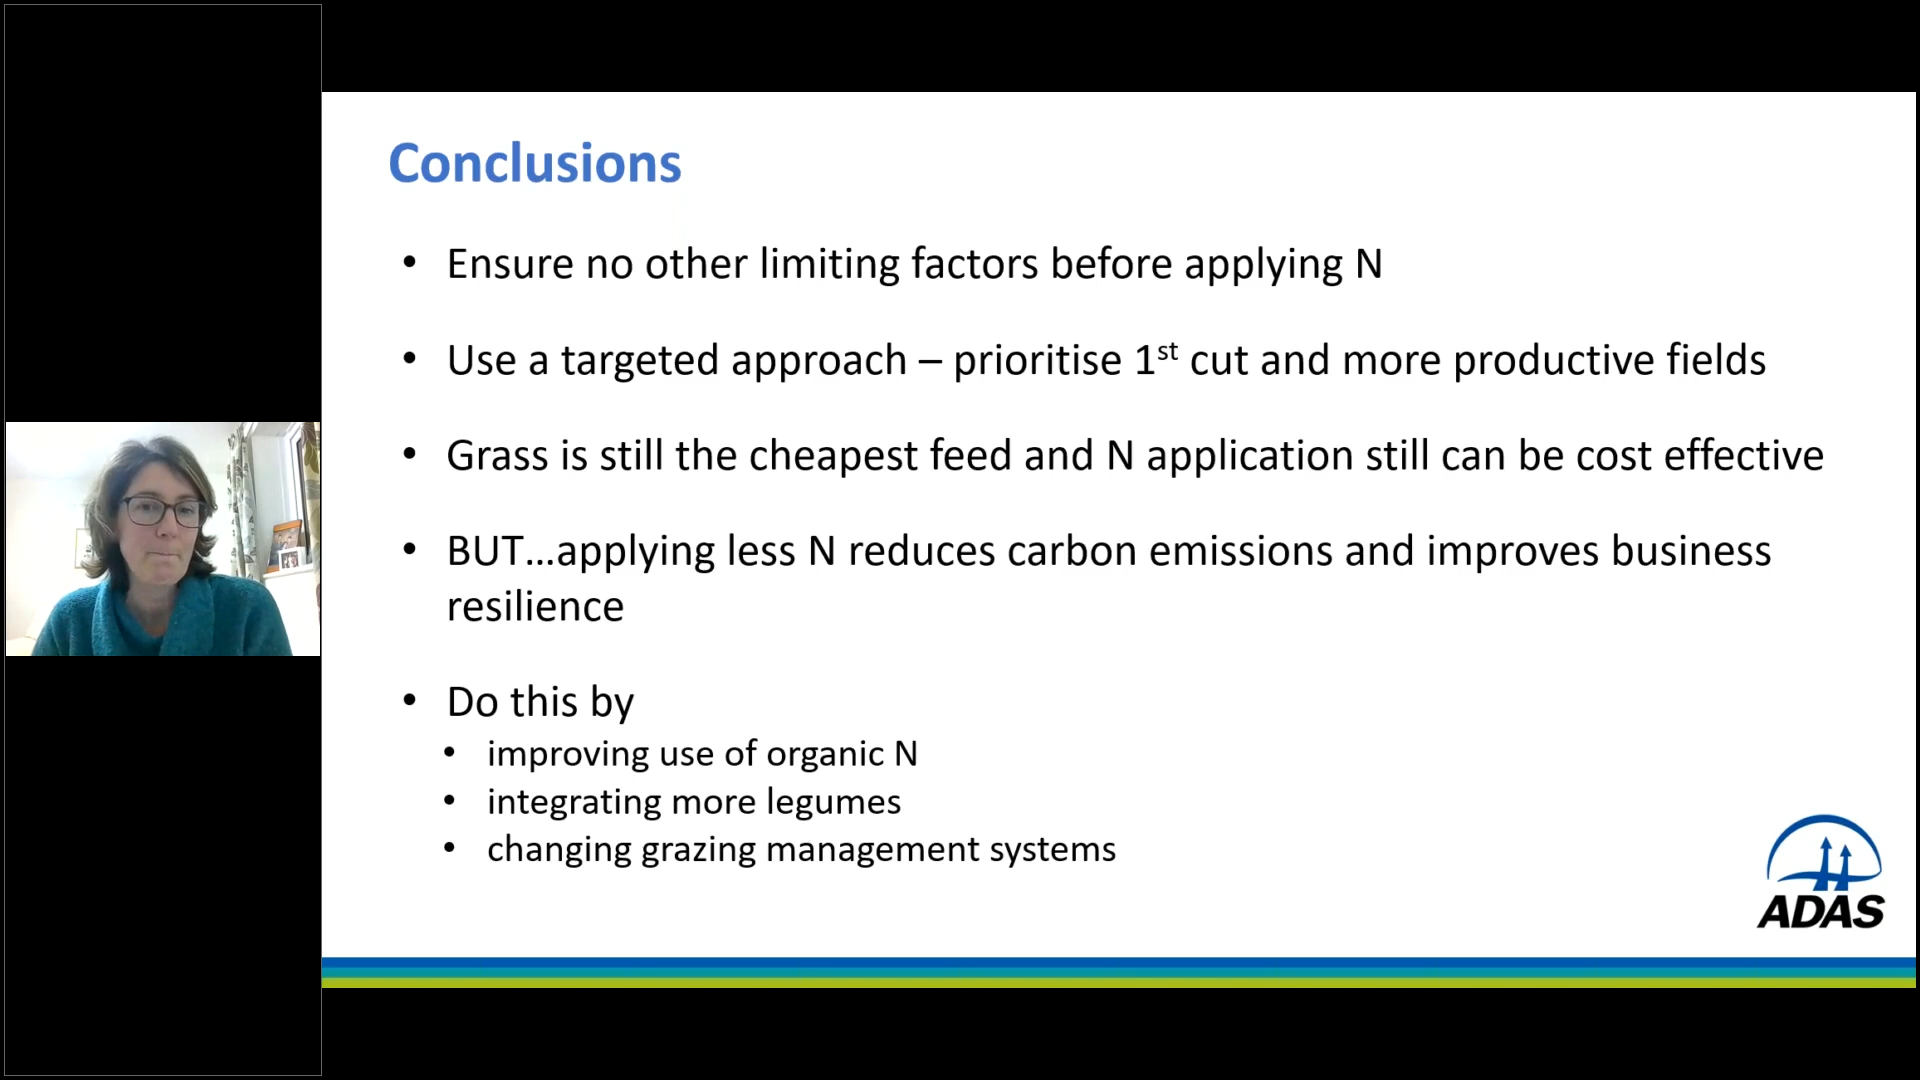 Conclusions
• Ensure no other limiting factors before applying N
• Use a targeted approach – prioritise 1st cut and more productive fields
• Grass is still the cheapest feed and N application still can be cost effective
• BUT...applying less N reduces carbon emissions and improves business
resilience
• Do this by
• improving use of organic N
• integrating more legumes
• changing grazing management systems
ADAS